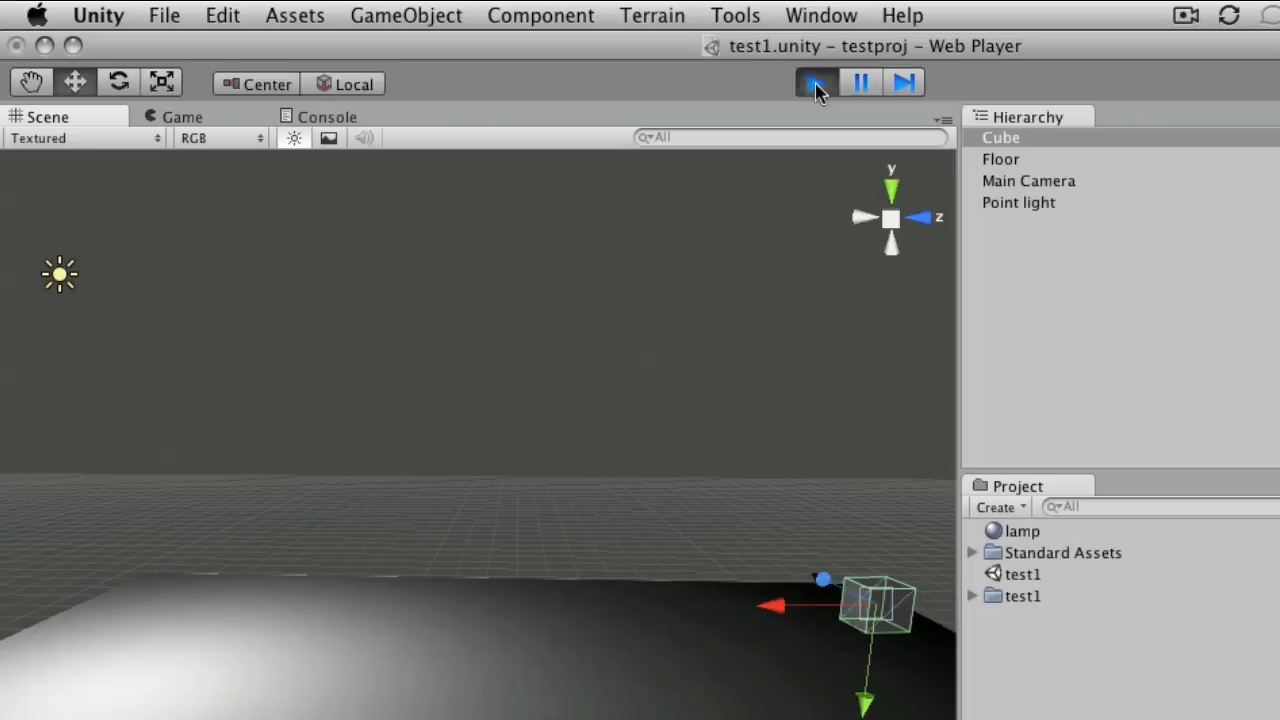 Unity File Edit Assets GameObject Component Terrain Tools Window Help
test1.unity – testproj – Web Player
Center Local
Scene Game Console
Textured RGB All
Hierarchy
Cube
Floor
Main Camera
Point light
y
z
Project
Create All
lamp
Standard Assets
test1
test1